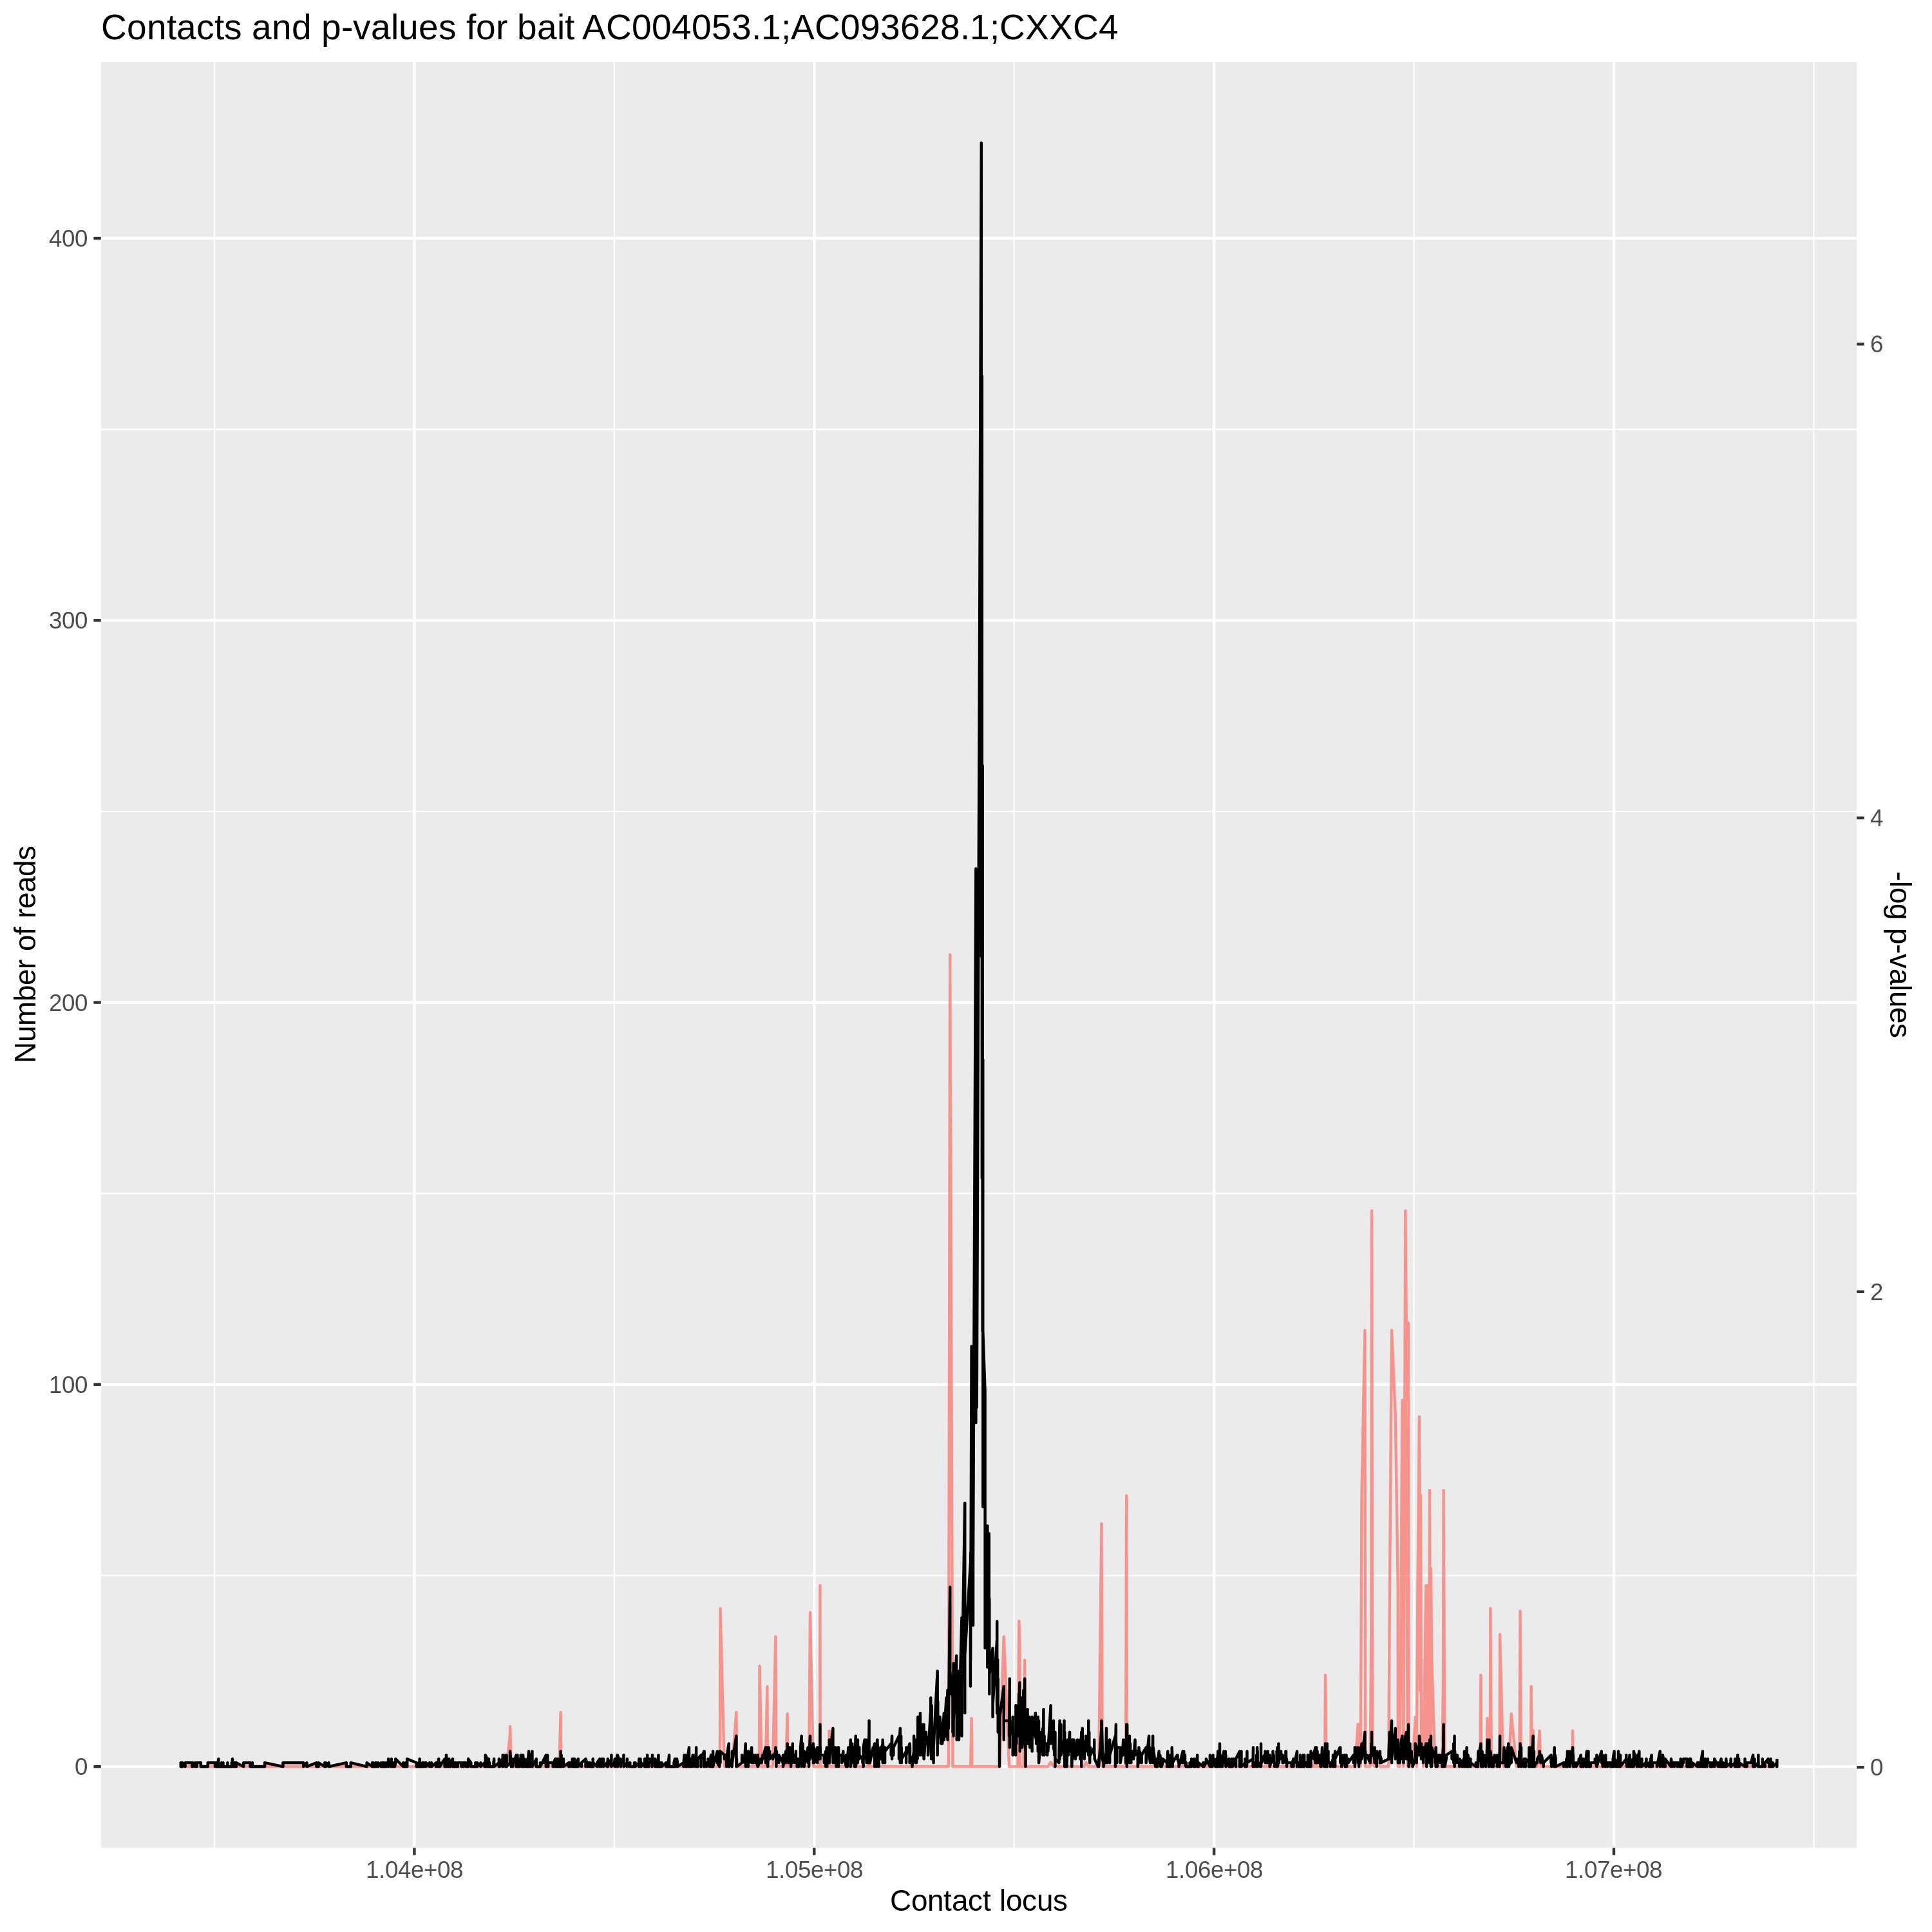 Contacts and p-values for bait AC004053.1;AC093628.1;CXXC4
400
300
200
100
0
6
4
2
0
Number of reads
-log p-values
1.04e+08
1.05e+08
1.06e+08
1.07e+08
Contact locus